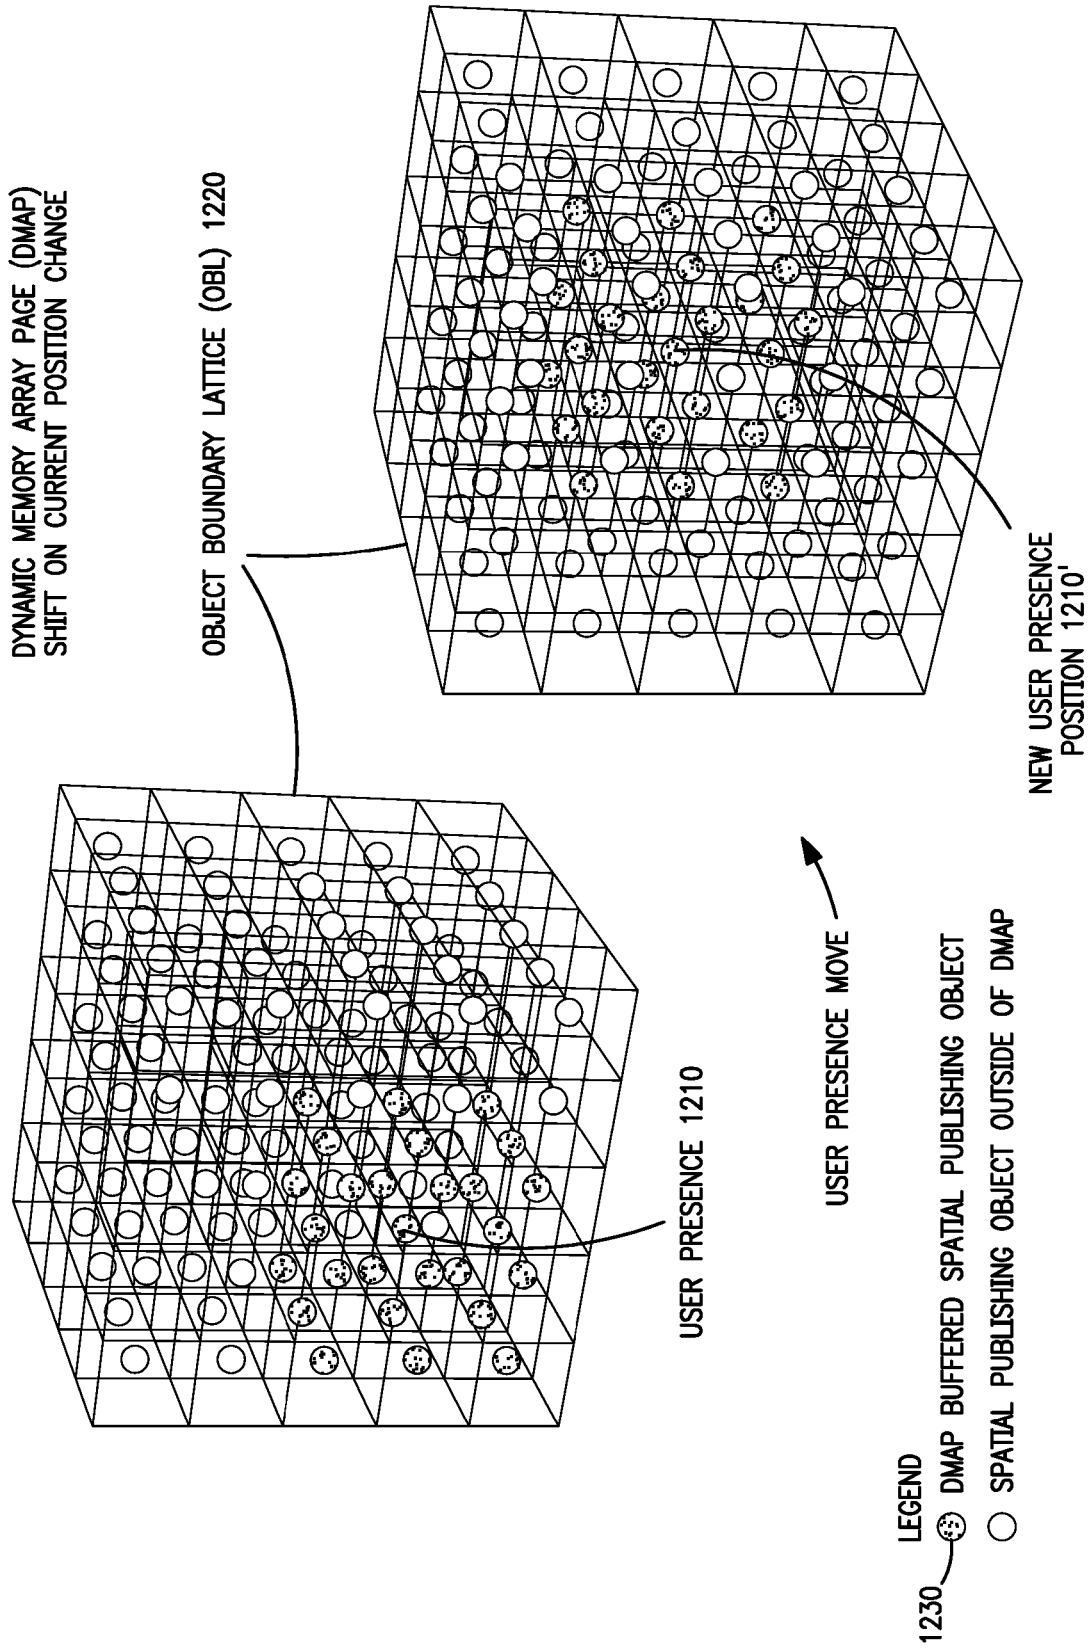 DYNAMIC MEMORY ARRAY PAGE (DMAP)
SHIFT ON CURRENT POSITION CHANGE
OBJECT BOUNDARY LATTICE (OBL) 1220
USER PRESENCE 1210
USER PRESENCE MOVE
NEW USER PRESENCE
POSITION 1210'
LEGEND
1230
DMAP BUFFERED SPATIAL PUBLISHING OBJECT
SPATIAL PUBLISHING OBJECT OUTSIDE OF DMAP